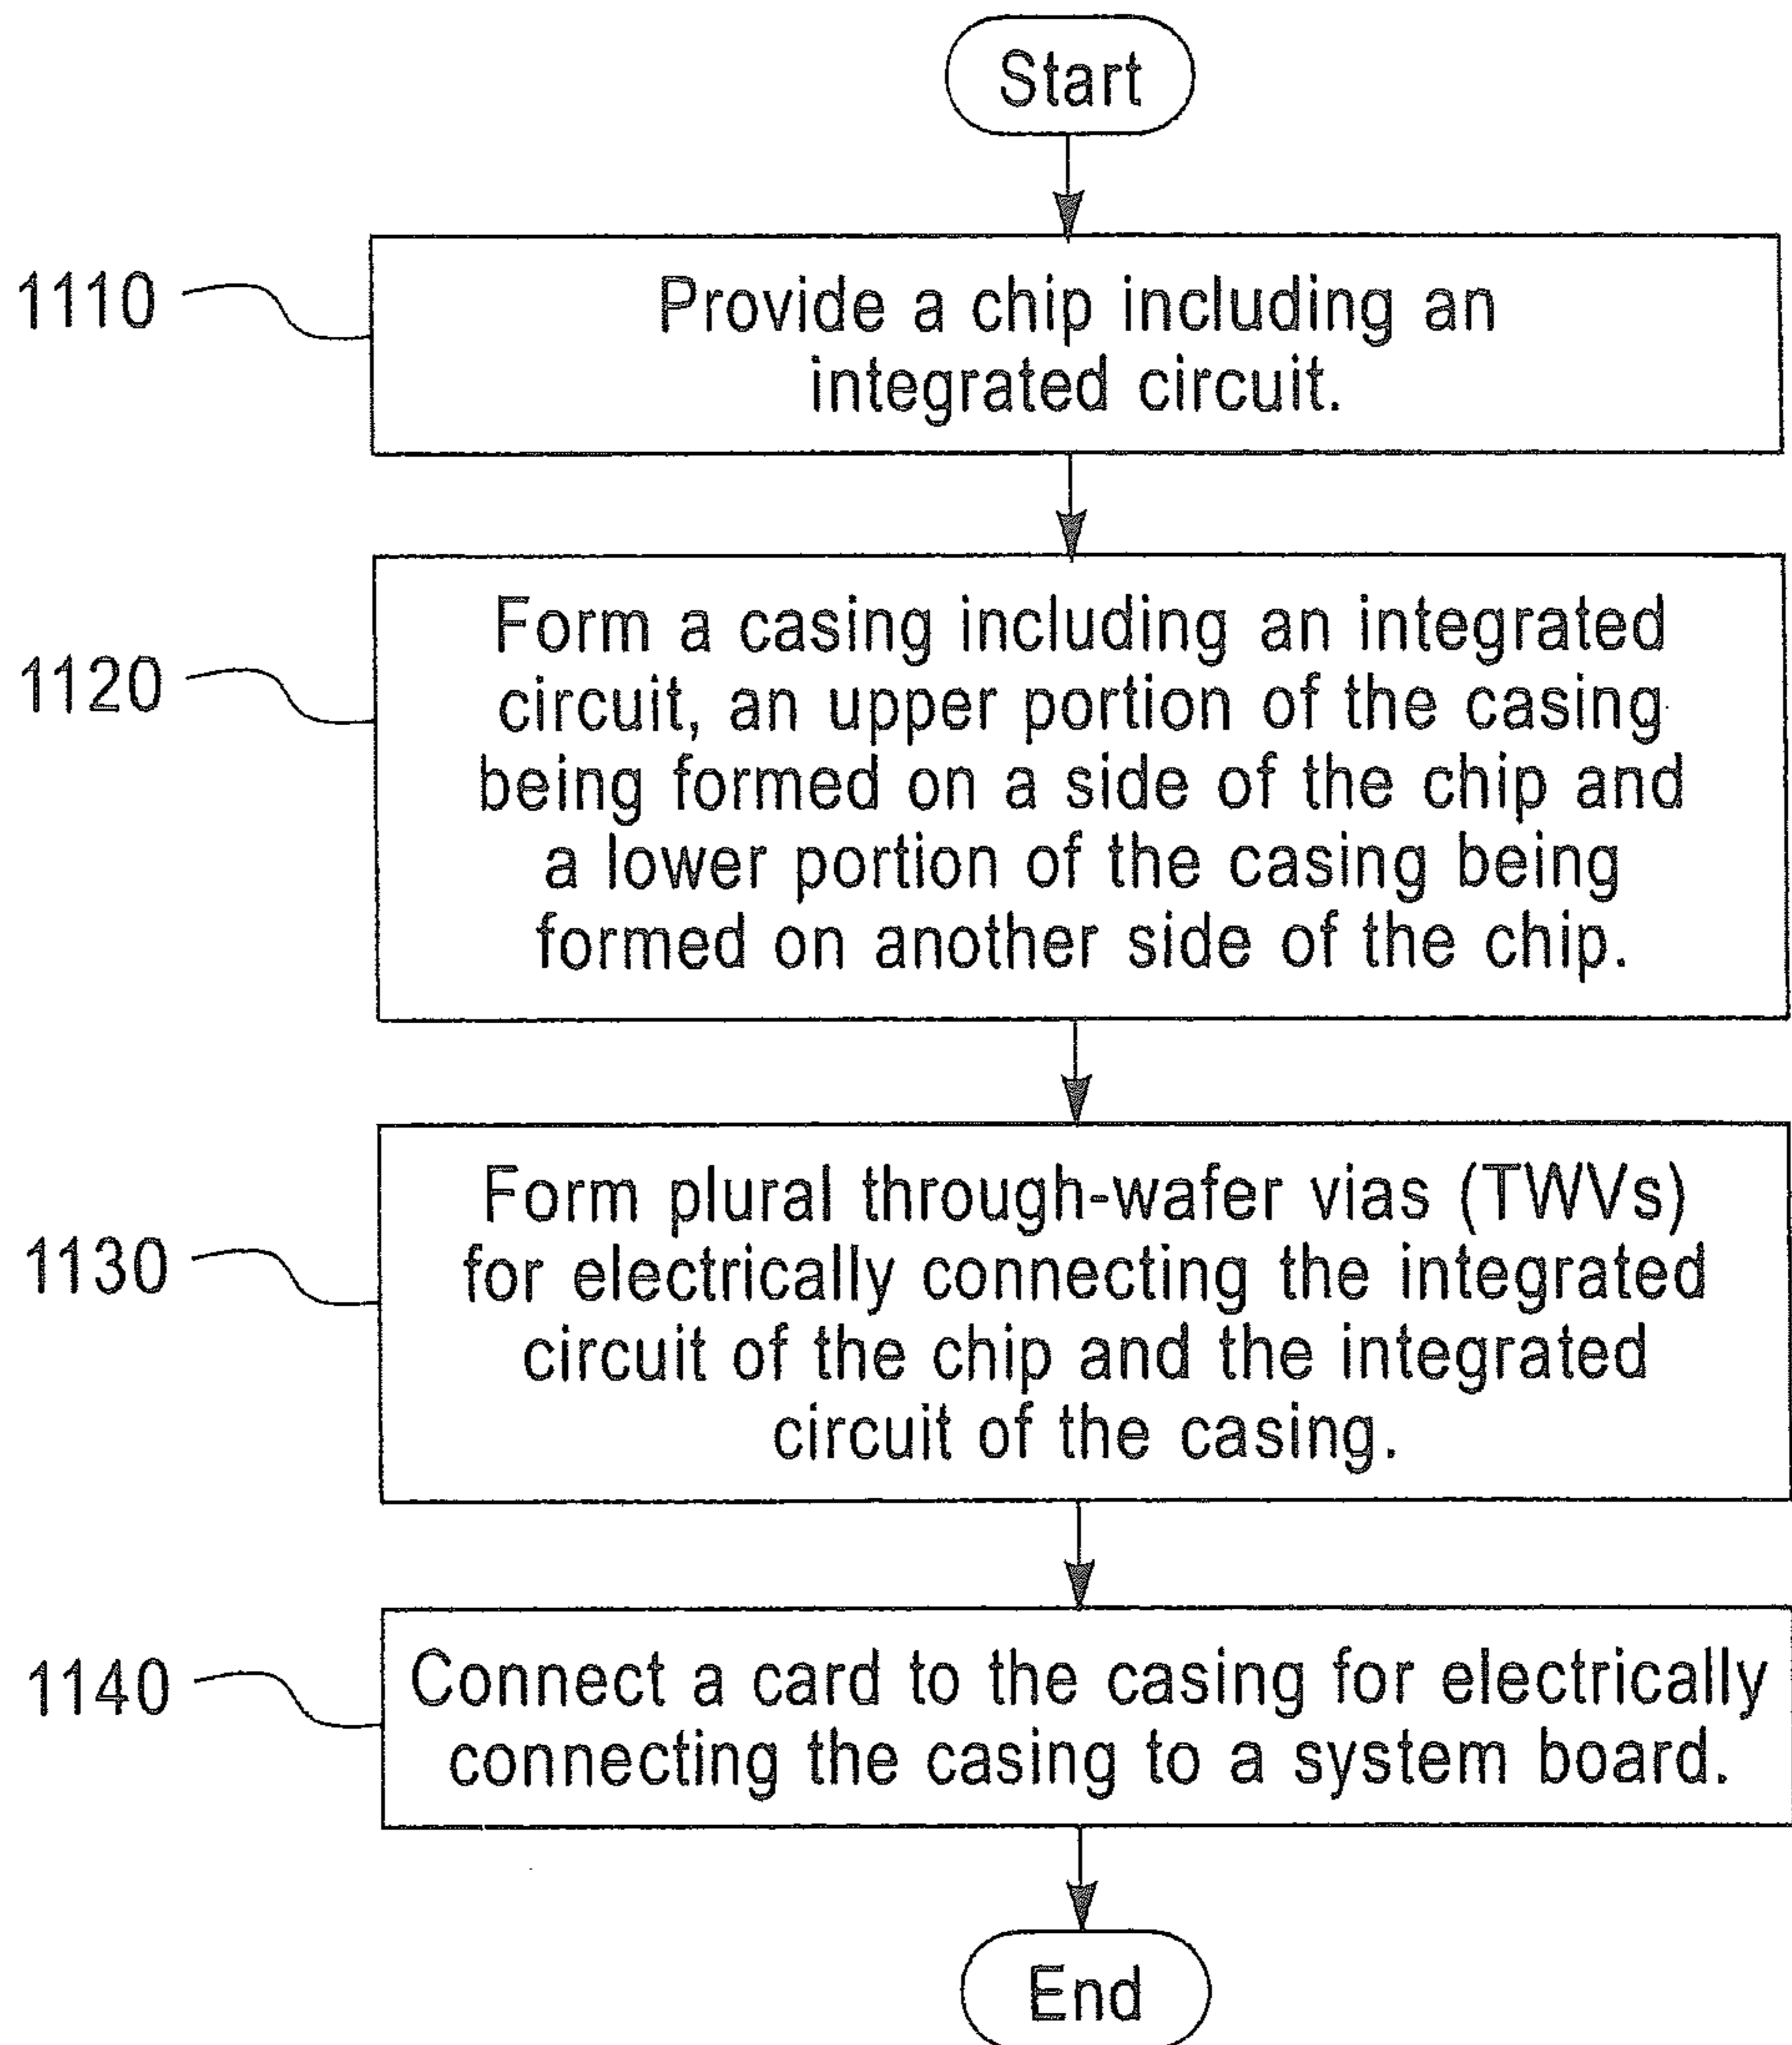 Start
1110
Provide a chip including an
integrated circuit.
1120
Form a casing including an integrated
circuit, an upper portion of the casing
being formed on a side of the chip and
a lower portion of the casing being
formed on another side of the chip.
1130
Form plural through-wafer vias (TWVs)
for electrically connecting the integrated
circuit of the chip and the integrated
circuit of the casing.
1140
Connect a card to the casing for electrically
connecting the casing to a system board.
End